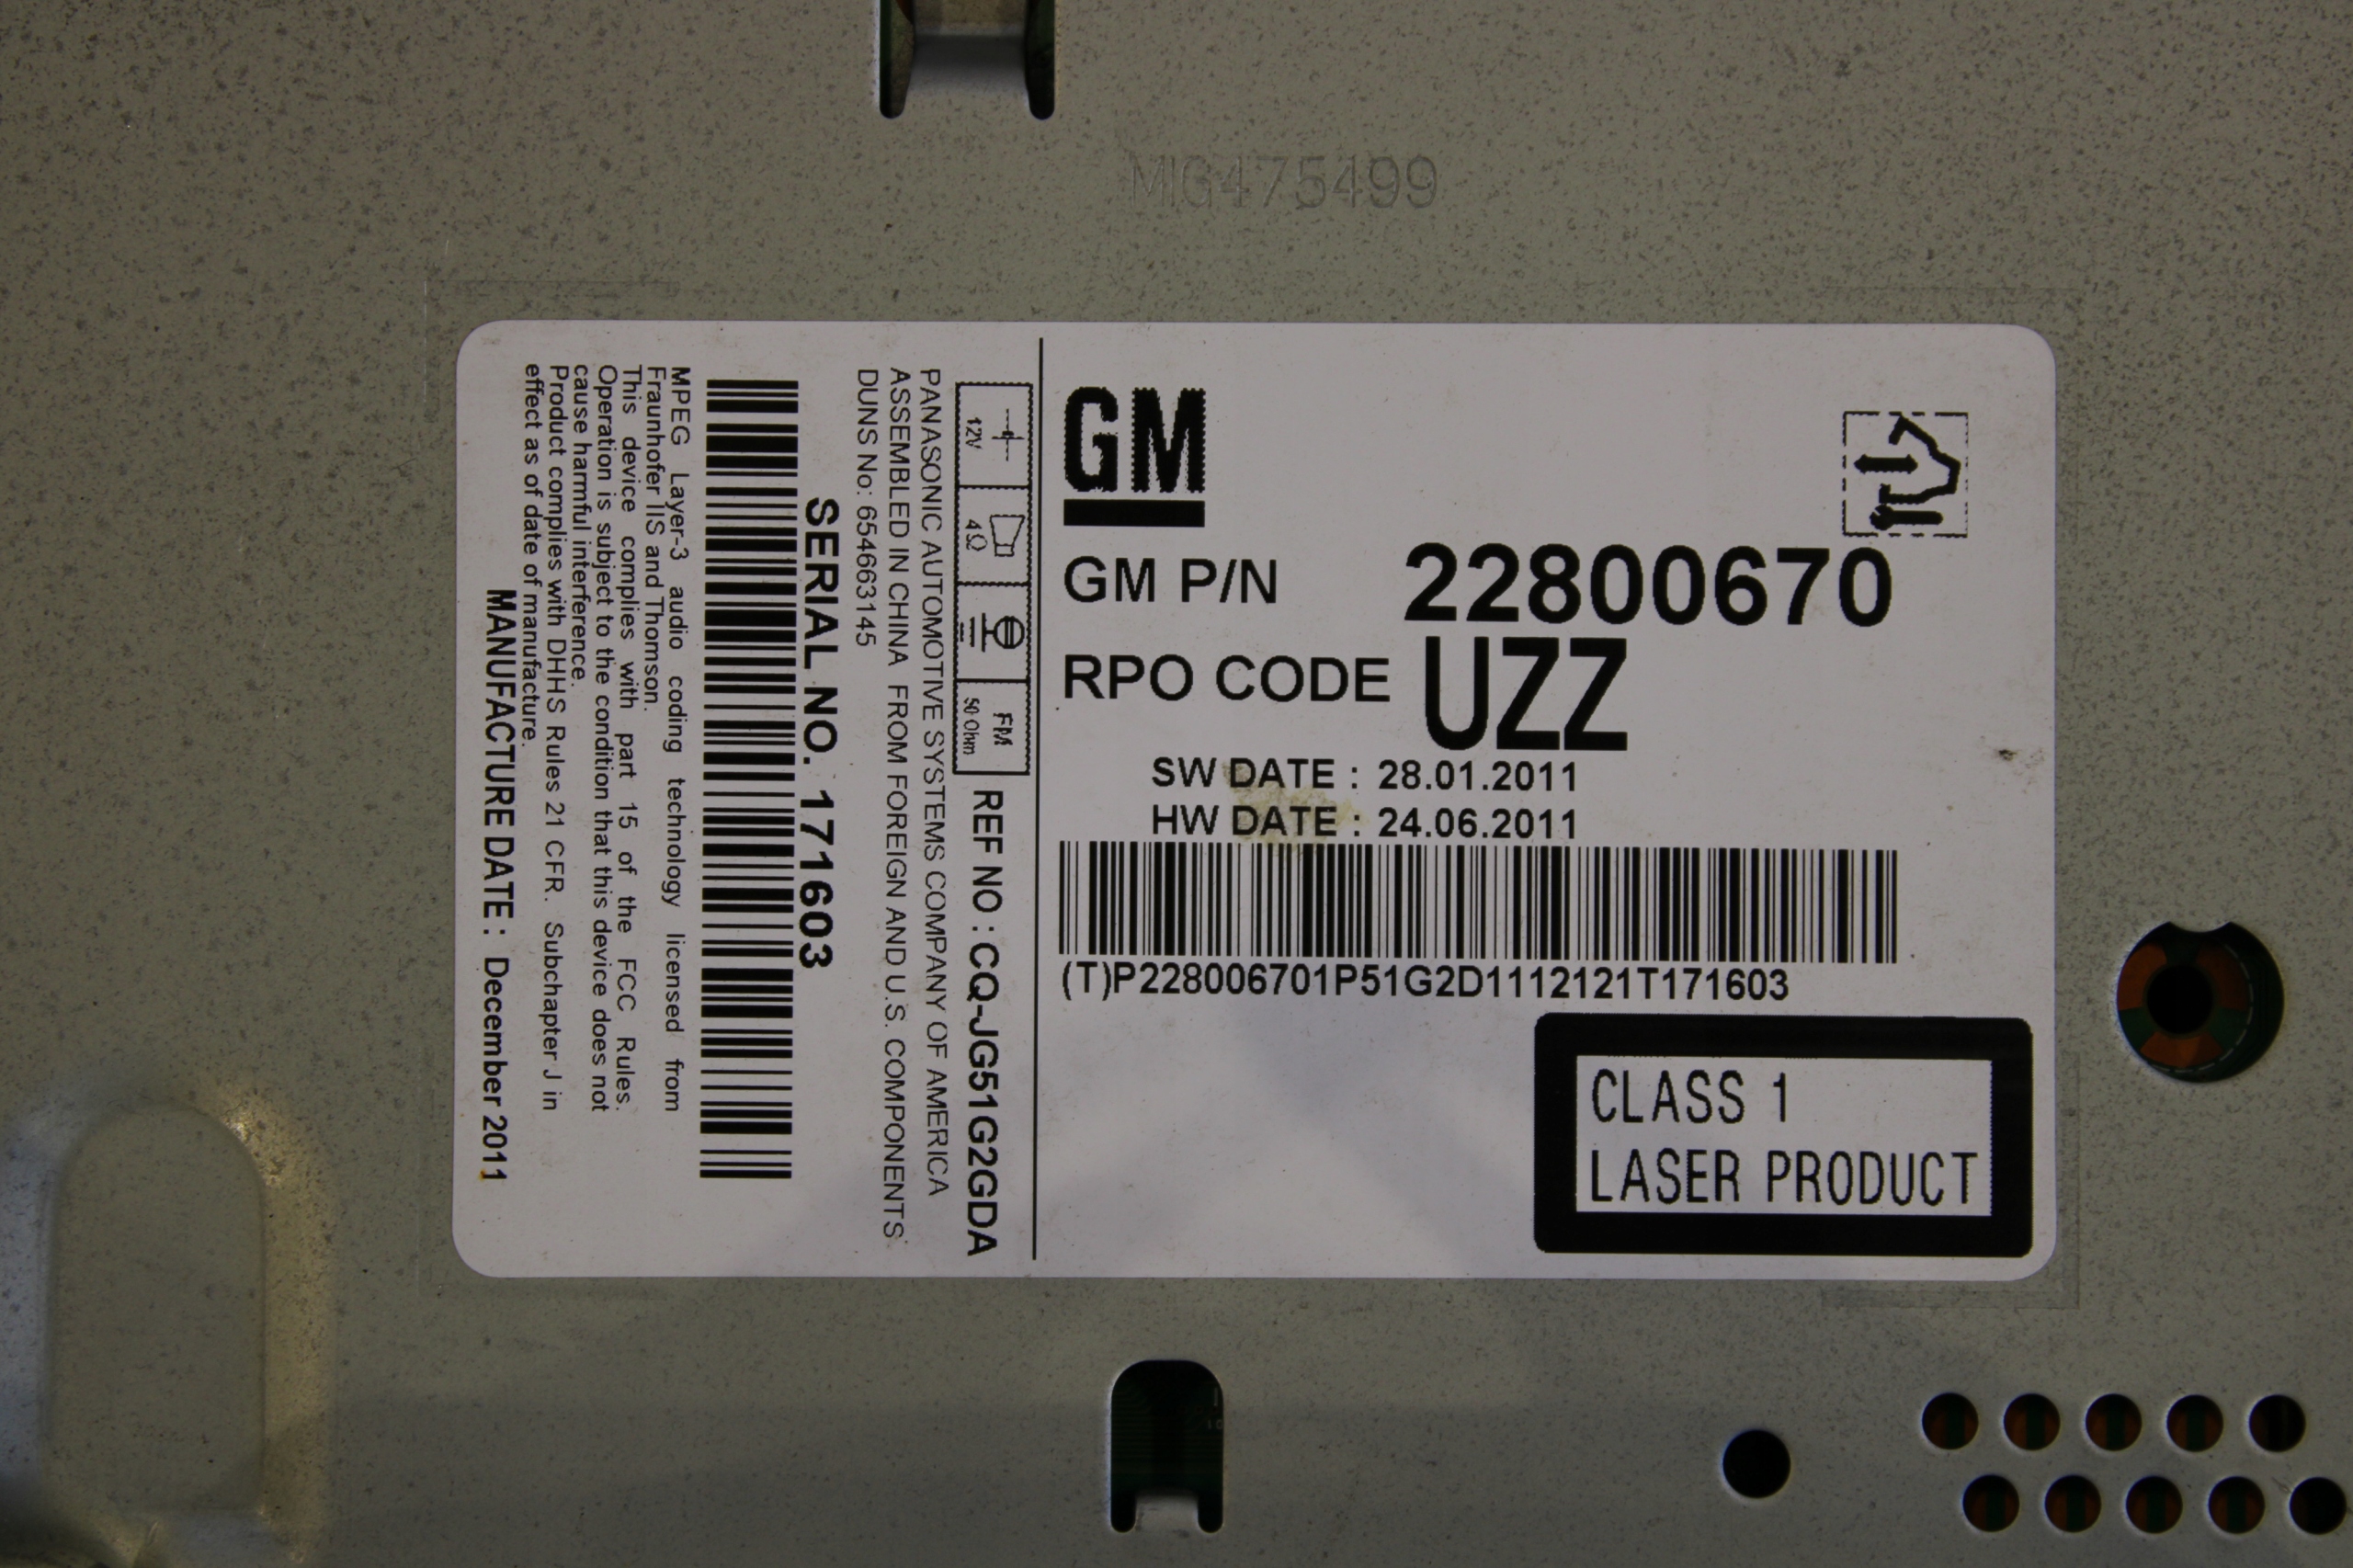 MIG475499
GM
GM P/N 22800670
RPO CODE UZZ
SW DATE : 28.01.2011
HW DATE : 24.06.2011
(T)P228006701P51G2D1112121T171603
CLASS 1
LASER PRODUCT
12V
4Ω
FM
50 Ohm
REF NO : CQ-JG51G2GDA
PANASONIC AUTOMOTIVE SYSTEMS COMPANY OF AMERICA
ASSEMBLED IN CHINA FROM FOREIGN AND U.S. COMPONENTS
DUNS No: 654663145
SERIAL NO. 171603
MPEG Layer-3 audio coding technology licensed from
Fraunhofer IIS and Thomson.
This device complies with part 15 of the FCC Rules.
Operation is subject to the condition that this device does not
cause harmful interference.
Product complies with DHHS Rules 21 CFR. Subchapter J in
effect as of date of manufacture.
MANUFACTURE DATE : December 2011